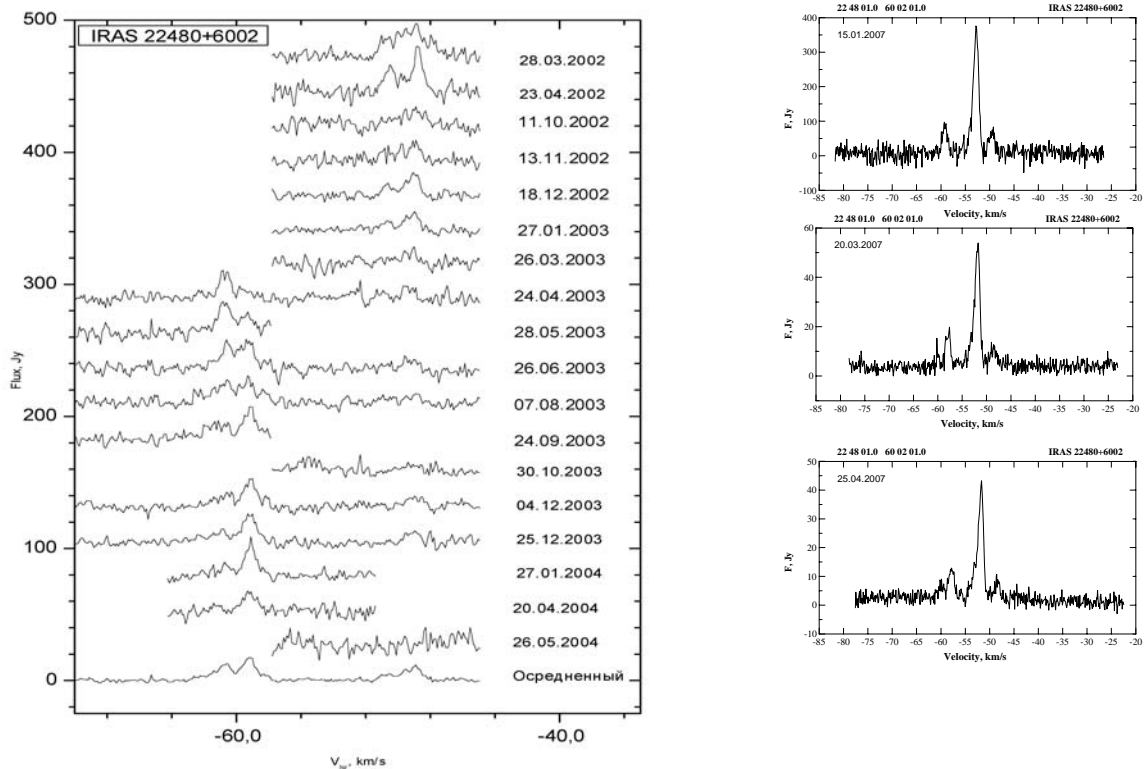 IRAS 22480+6002
500
400
300
200
100
0
Flux, Jy
28.03.2002
23.04.2002
11.10.2002
13.11.2002
18.12.2002
27.01.2003
26.03.2003
24.04.2003
28.05.2003
26.06.2003
07.08.2003
24.09.2003
30.10.2003
04.12.2003
25.12.2003
27.01.2004
20.04.2004
26.05.2004
Осредненный
-60,0 -40,0
V_lsr, km/s
22 48 01.0 60 02 01.0 IRAS 22480+6002
15.01.2007
400
300
200
100
0
-100
F, Jy
-85 -80 -75 -70 -65 -60 -55 -50 -45 -40 -35 -30 -25 -20
Velocity, km/s
22 48 01.0 60 02 01.0 IRAS 22480+6002
20.03.2007
60
40
20
0
F, Jy
-85 -80 -75 -70 -65 -60 -55 -50 -45 -40 -35 -30 -25 -20
Velocity, km/s
22 48 01.0 60 02 01.0 IRAS 22480+6002
25.04.2007
50
40
30
20
10
0
-10
F, Jy
-85 -80 -75 -70 -65 -60 -55 -50 -45 -40 -35 -30 -25 -20
Velocity, km/s